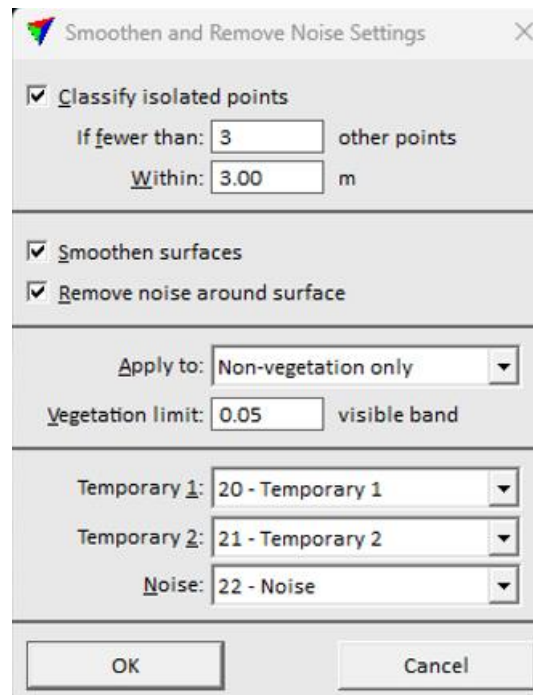 Smoothen and Remove Noise Settings
Classify isolated points
If fewer than: 3 other points
Within: 3.00 m
Smoothen surfaces
Remove noise around surface
Apply to: Non-vegetation only
Vegetation limit: 0.05 visible band
Temporary 1: 20 - Temporary 1
Temporary 2: 21 - Temporary 2
Noise: 22 - Noise
OK Cancel